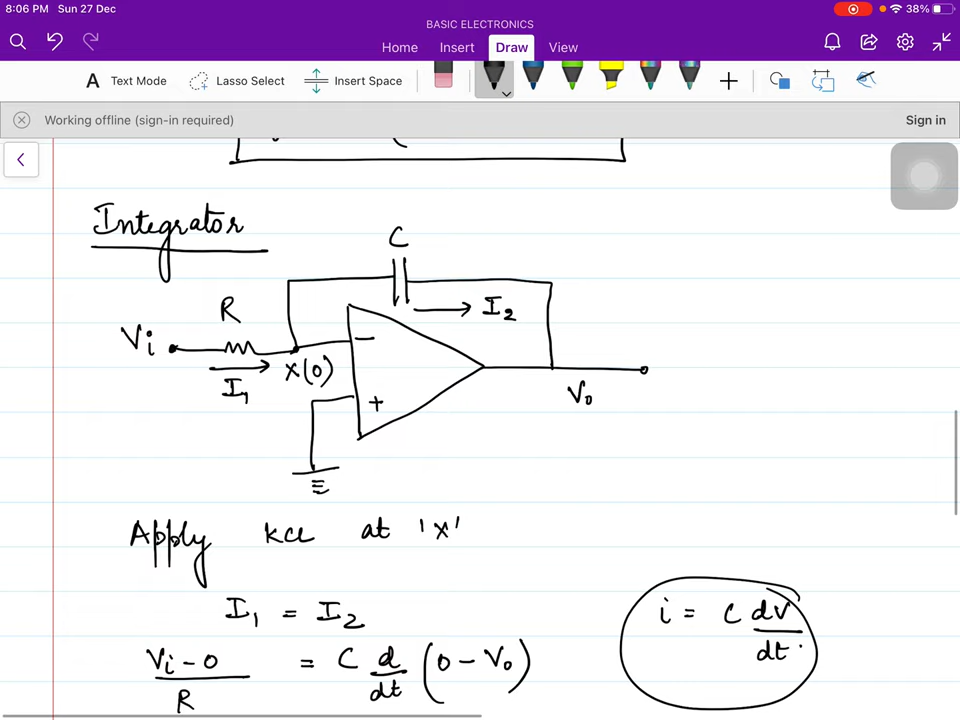 8:06 PM Sun 27 Dec
38%
BASIC ELECTRONICS
Home Insert Draw View
A Text Mode Lasso Select Insert Space
Working offline (sign-in required) Sign in
Integrator
C
R
I₂
Vi
−
X(0)
I₁
+
V₀
Apply KCL at 'X'
I₁ = I₂
i = C dv/dt
Vi-0/R = C d/dt (0-V₀)